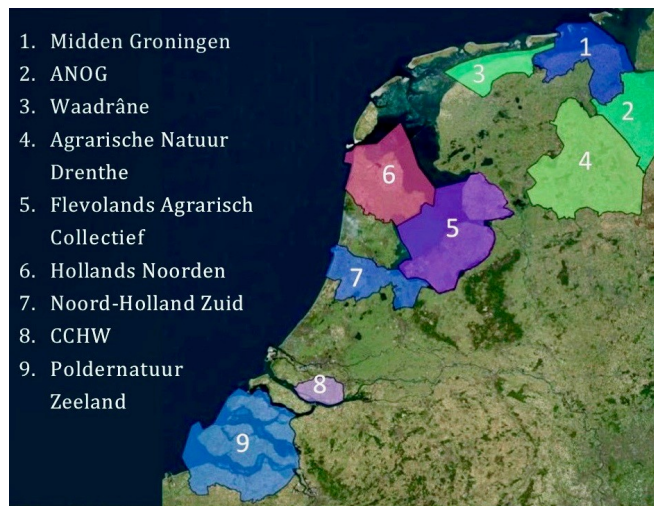 1. Midden Groningen
2. ANOG
3. Waadrâne
4. Agrarische Natuur
Drenthe
5. Flevolands Agrarisch
Collectief
6. Hollands Noorden
7. Noord-Holland Zuid
8. CCHW
9. Poldernatuur
Zeeland
1
3
2
4
6
5
7
8
9